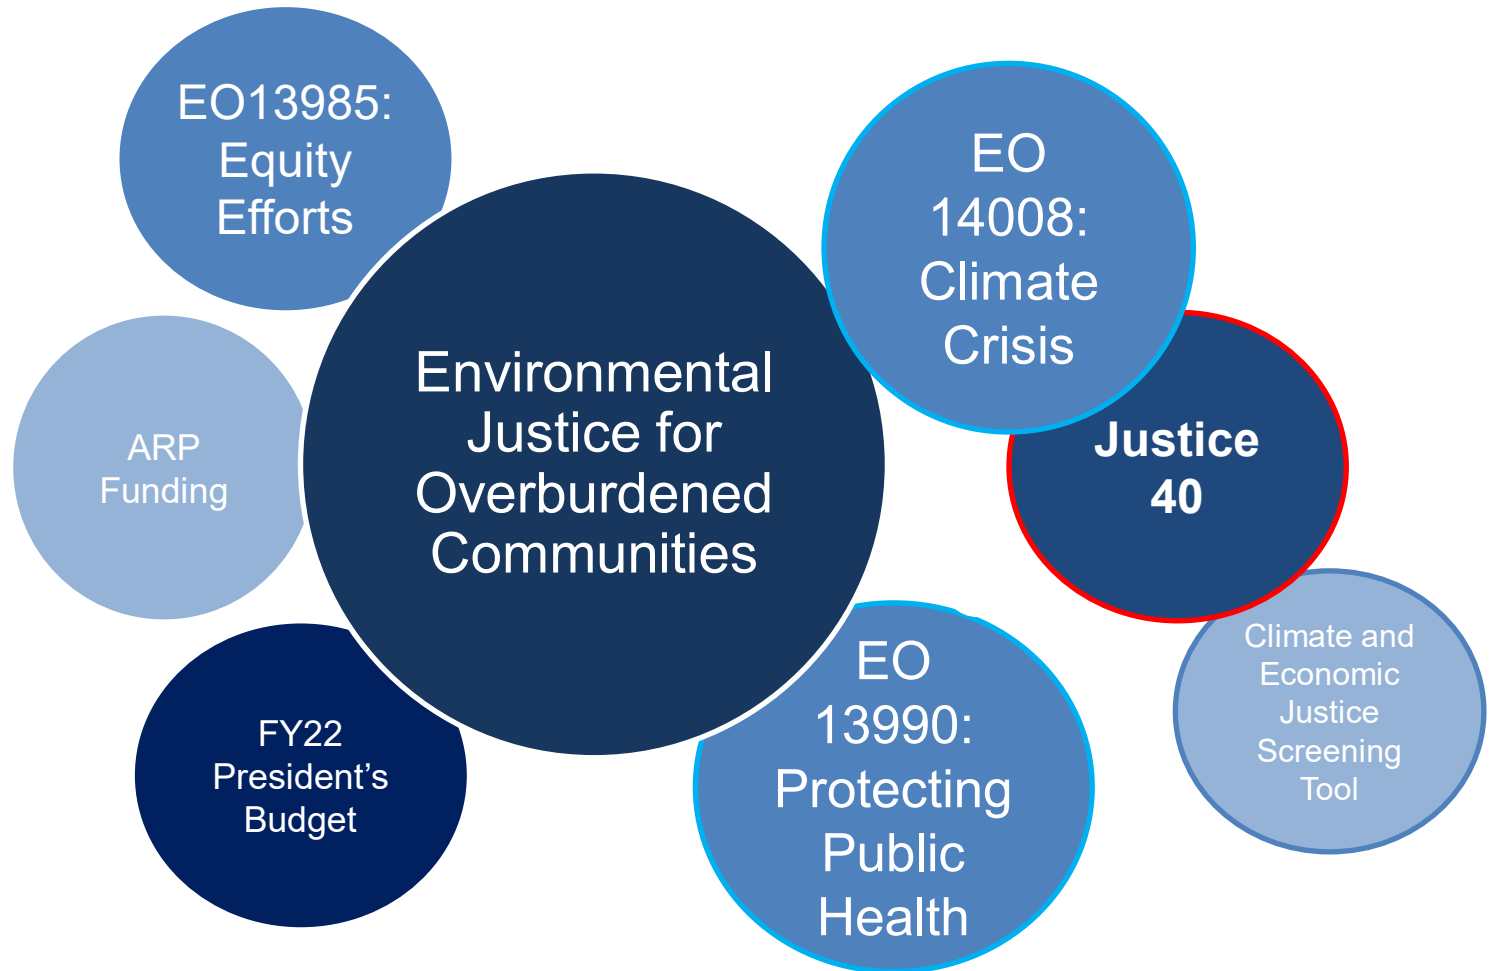 EO13985:
Equity
Efforts
EO
14008:
Climate
Crisis
Environmental
Justice for
Overburdened
Communities
ARP
Funding
Justice
40
FY22
President’s
Budget
EO
13990:
Protecting
Public
Health
Climate and
Economic
Justice
Screening
Tool